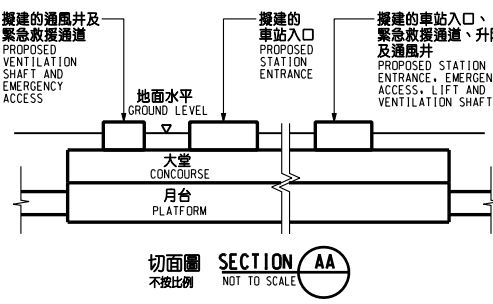 擬建的通風井及
緊急救援通道
PROPOSED
VENTILATION
SHAFT AND
EMERGENCY
ACCESS
擬建的
車站入口
PROPOSED
STATION
ENTRANCE
擬建的車站入口、
緊急救援通道、升降
及通風井
PROPOSED STATION
ENTRANCE, EMERGEN
ACCESS, LIFT AND
VENTILATION SHAFT
地面水平
GROUND LEVEL
大堂
CONCOURSE
月台
PLATFORM
切面圖 SECTION AA
不按比例 NOT TO SCALE